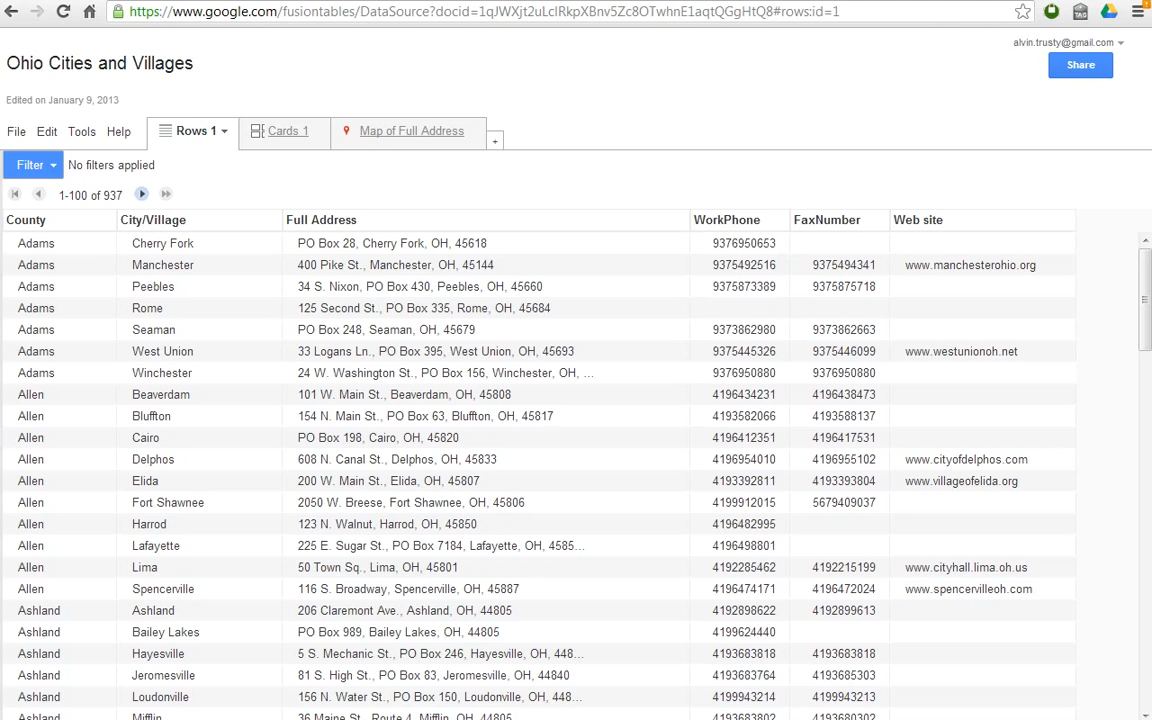 https://www.google.com/fusiontables/DataSource?docid=1qJWXjt2uLclRkpXBnv5Zc8OTwhnE1aqtQGgHtQ8#rows:id=1
TAG
alvin.trusty@gmail.com
Ohio Cities and Villages
Share
Edited on January 9, 2013
File Edit Tools Help Rows 1 Cards 1 Map of Full Address +
Filter No filters applied
1-100 of 937
County City/Village Full Address WorkPhone FaxNumber Web site
Adams Cherry Fork PO Box 28, Cherry Fork, OH, 45618 9376950653
Adams Manchester 400 Pike St., Manchester, OH, 45144 9375492516 9375494341 www.manchesterohio.org
Adams Peebles 34 S. Nixon, PO Box 430, Peebles, OH, 45660 9375873389 9375875718
Adams Rome 125 Second St., PO Box 335, Rome, OH, 45684
Adams Seaman PO Box 248, Seaman, OH, 45679 9373862980 9373862663
Adams West Union 33 Logans Ln., PO Box 395, West Union, OH, 45693 9375445326 9375446099 www.westunionoh.net
Adams Winchester 24 W. Washington St., PO Box 156, Winchester, OH, ... 9376950880 9376950880
Allen Beaverdam 101 W. Main St., Beaverdam, OH, 45808 4196434231 4196438473
Allen Bluffton 154 N. Main St., PO Box 63, Bluffton, OH, 45817 4193582066 4193588137
Allen Cairo PO Box 198, Cairo, OH, 45820 4196412351 4196417531
Allen Delphos 608 N. Canal St., Delphos, OH, 45833 4196954010 4196955102 www.cityofdelphos.com
Allen Elida 200 W. Main St., Elida, OH, 45807 4193392811 4193393804 www.villageofelida.org
Allen Fort Shawnee 2050 W. Breese, Fort Shawnee, OH, 45806 4199912015 5679409037
Allen Harrod 123 N. Walnut, Harrod, OH, 45850 4196482995
Allen Lafayette 225 E. Sugar St., PO Box 7184, Lafayette, OH, 4585... 4196498801
Allen Lima 50 Town Sq., Lima, OH, 45801 4192285462 4192215199 www.cityhall.lima.oh.us
Allen Spencerville 116 S. Broadway, Spencerville, OH, 45887 4196474171 4196472024 www.spencervilleoh.com
Ashland Ashland 206 Claremont Ave., Ashland, OH, 44805 4192898622 4192899613
Ashland Bailey Lakes PO Box 989, Bailey Lakes, OH, 44805 4199624440
Ashland Hayesville 5 S. Mechanic St., PO Box 246, Hayesville, OH, 448... 4193683818 4193683818
Ashland Jeromesville 81 S. High St., PO Box 83, Jeromesville, OH, 44840 4193683764 4193685303
Ashland Loudonville 156 N. Water St., PO Box 150, Loudonville, OH, 448... 4199943214 4199943213
Ashland Mifflin 36 Maine St., Route 4, Mifflin, OH, 44805 4193683802 4193683801